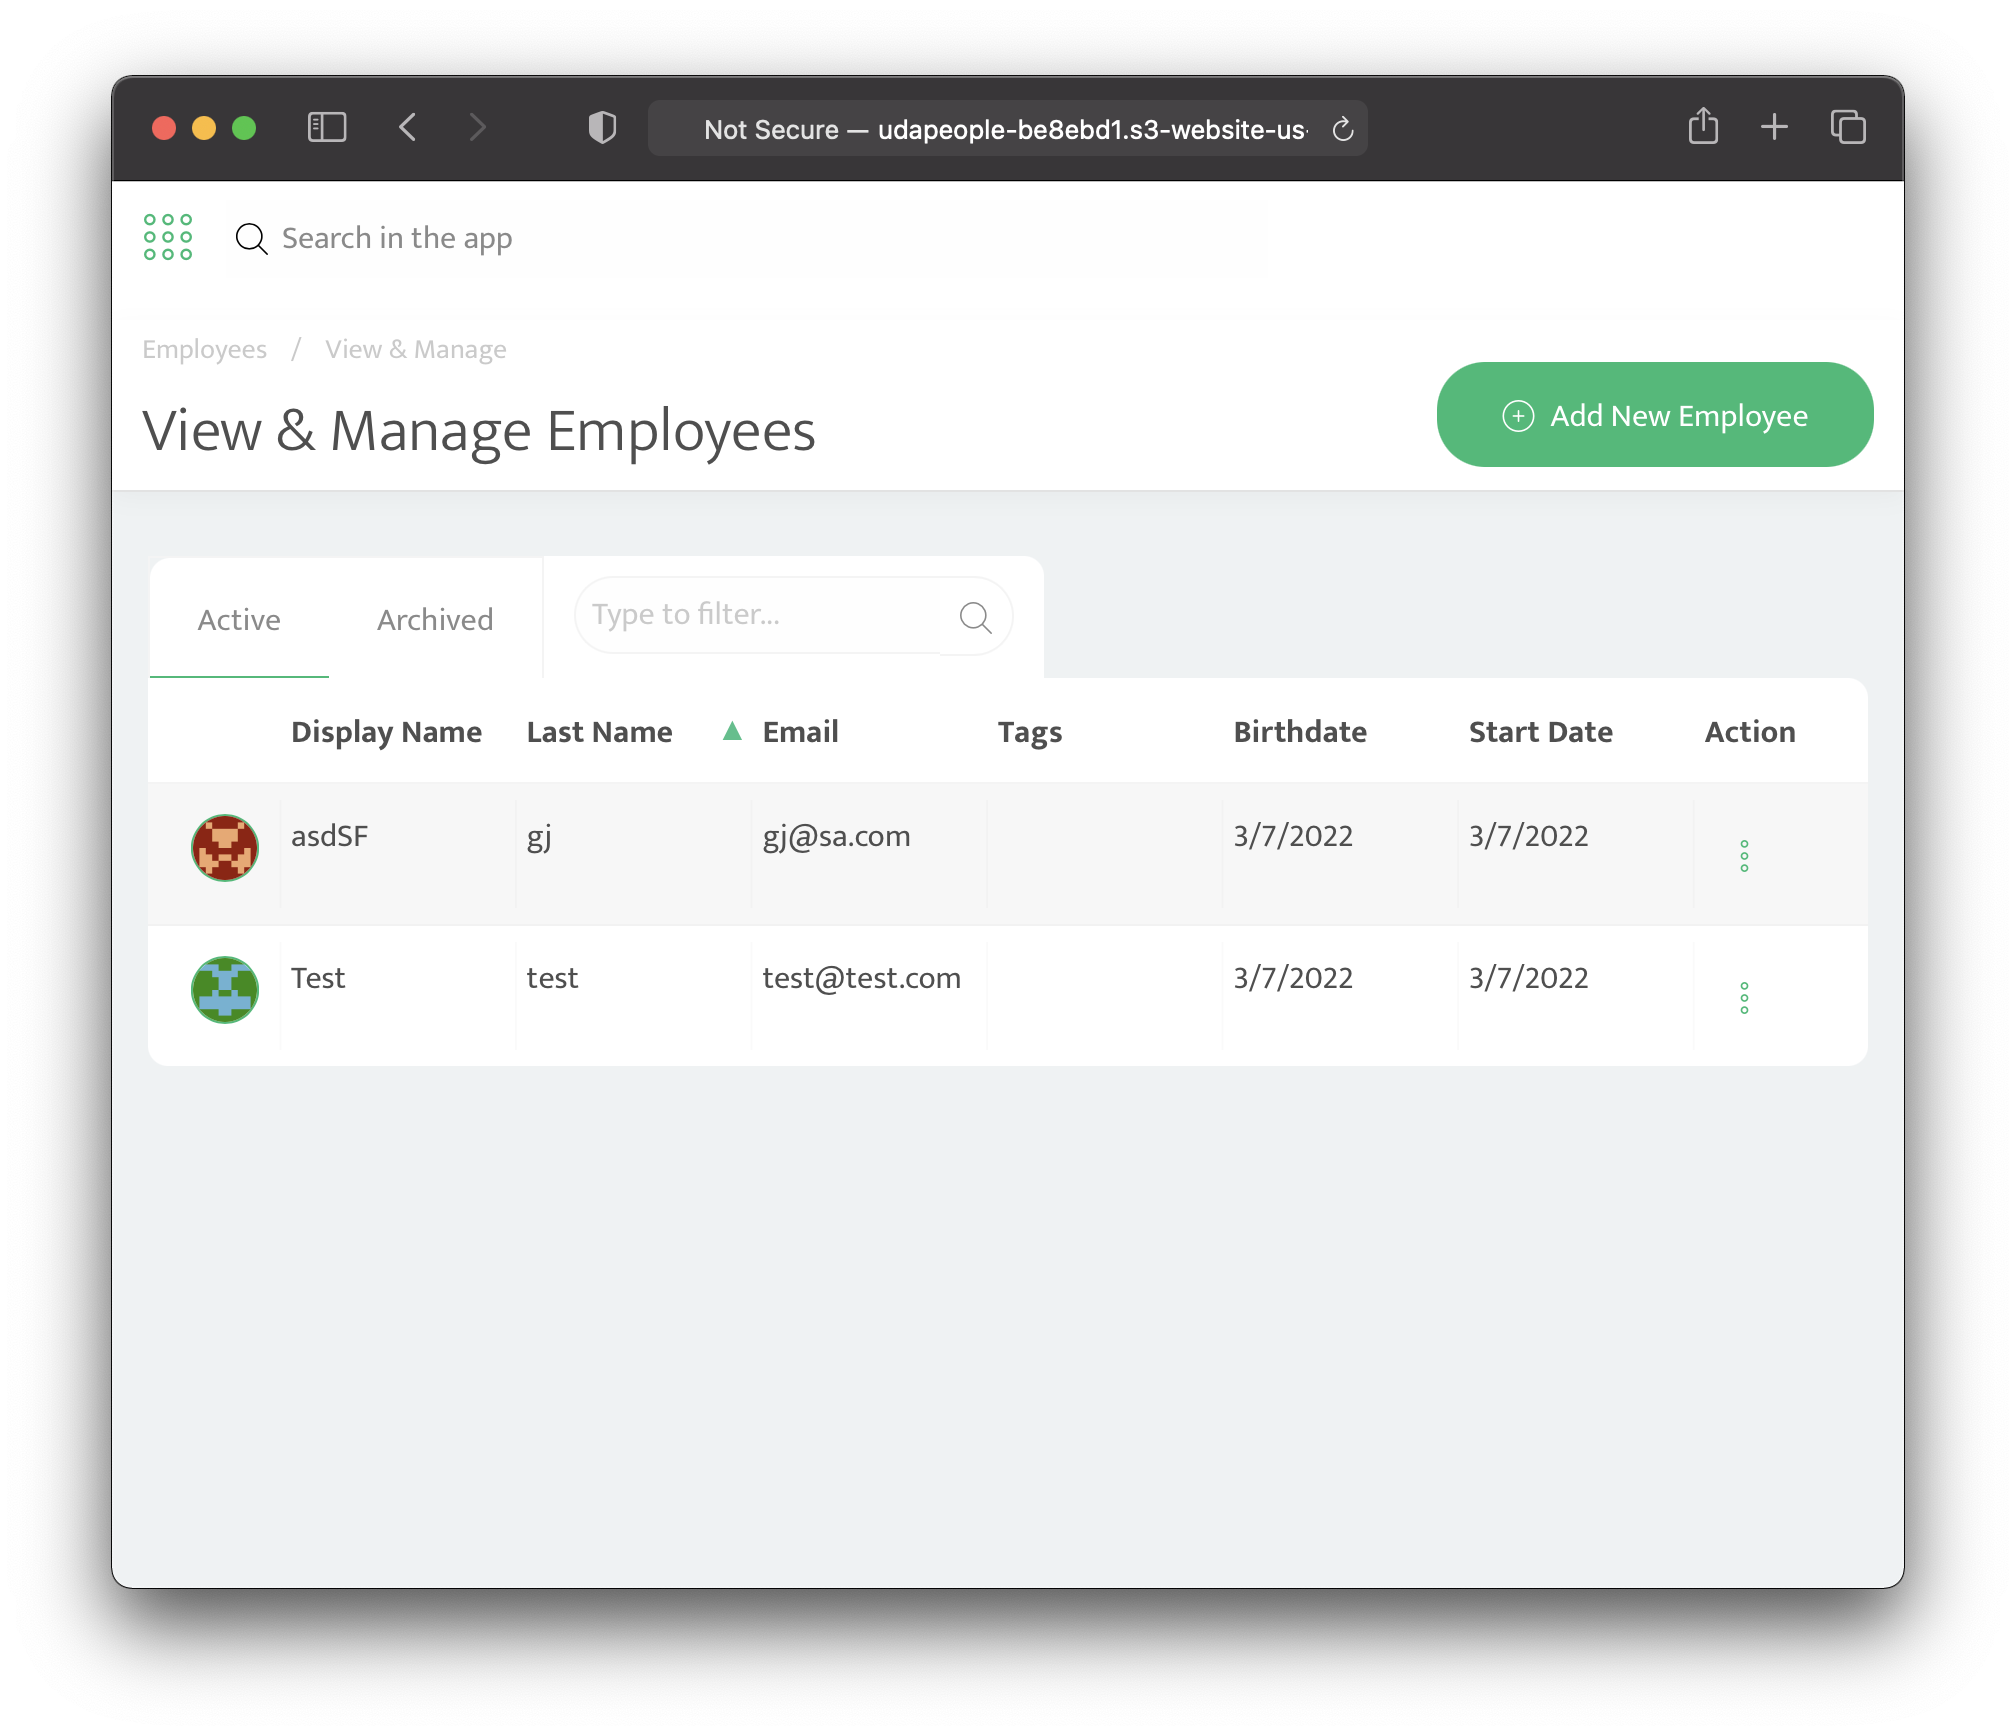 Not Secure — udapeople-be8ebd1.s3-website-us-
Search in the app
Employees / View & Manage
View & Manage Employees
Add New Employee
Active Archived Type to filter...
Display Name Last Name ▲ Email Tags Birthdate Start Date Action
asdSF gj gj@sa.com 3/7/2022 3/7/2022
Test test test@test.com 3/7/2022 3/7/2022